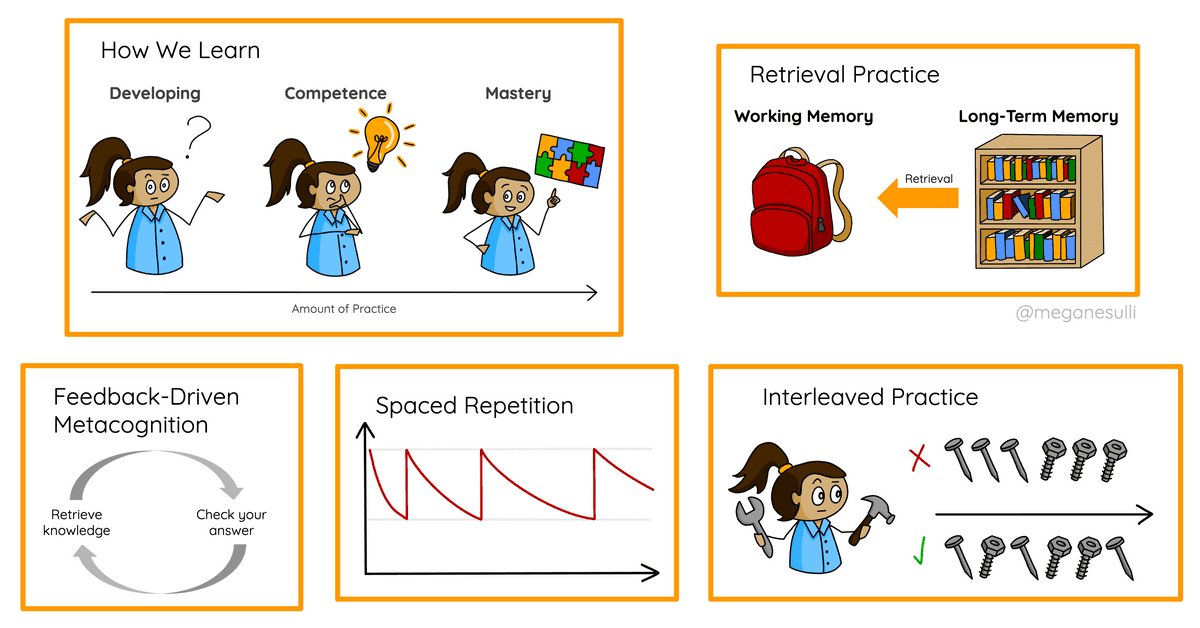 How We Learn
Developing
Competence
Mastery
?
Amount of Practice
Retrieval Practice
Working Memory
Long-Term Memory
Retrieval
@meganesulli
Feedback-Driven
Metacognition
Retrieve
knowledge
Check your
answer
Spaced Repetition
Interleaved Practice